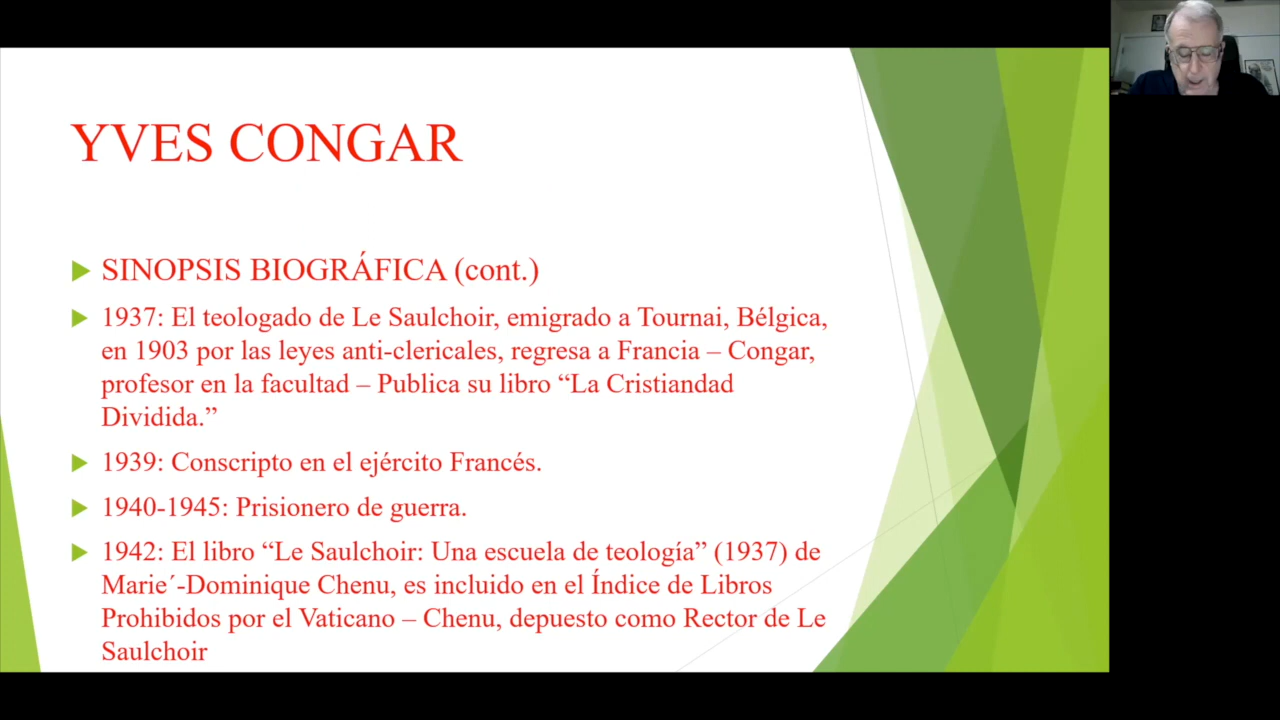 YVES CONGAR
SINOPSIS BIOGRÁFICA (cont.)
1937: El teologado de Le Saulchoir, emigrado a Tournai, Bélgica,
en 1903 por las leyes anti-clericales, regresa a Francia – Congar,
profesor en la facultad – Publica su libro “La Cristiandad
Dividida.”
1939: Conscripto en el ejército Francés.
1940-1945: Prisionero de guerra.
1942: El libro “Le Saulchoir: Una escuela de teología” (1937) de
Marie´-Dominique Chenu, es incluido en el Índice de Libros
Prohibidos por el Vaticano – Chenu, depuesto como Rector de Le
Saulchoir